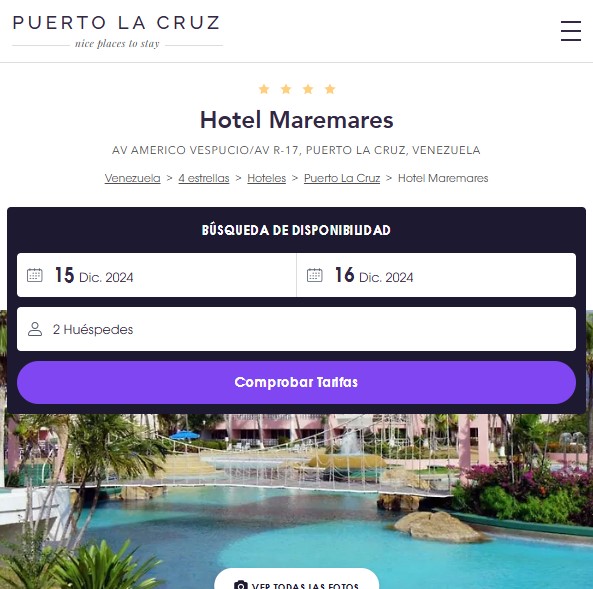 PUERTO LA CRUZ
nice places to stay
Hotel Maremares
AV AMERICO VESPUCIO/AV R-17, PUERTO LA CRUZ, VENEZUELA
Venezuela > 4 estrellas > Hoteles > Puerto La Cruz > Hotel Maremares
BÚSQUEDA DE DISPONIBILIDAD
15 Dic. 2024 16 Dic. 2024
2 Huéspedes
Comprobar Tarifas
VER TODAS LAS FOTOS